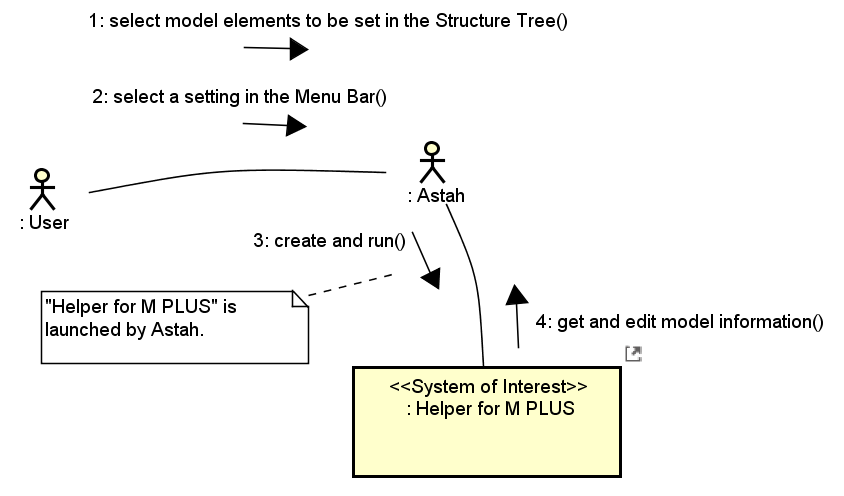 1: select model elements to be set in the Structure Tree()
2: select a setting in the Menu Bar()
: Astah
: User
3: create and run()
"Helper for M PLUS" is
launched by Astah.
4: get and edit model information()
<<System of Interest>>
: Helper for M PLUS